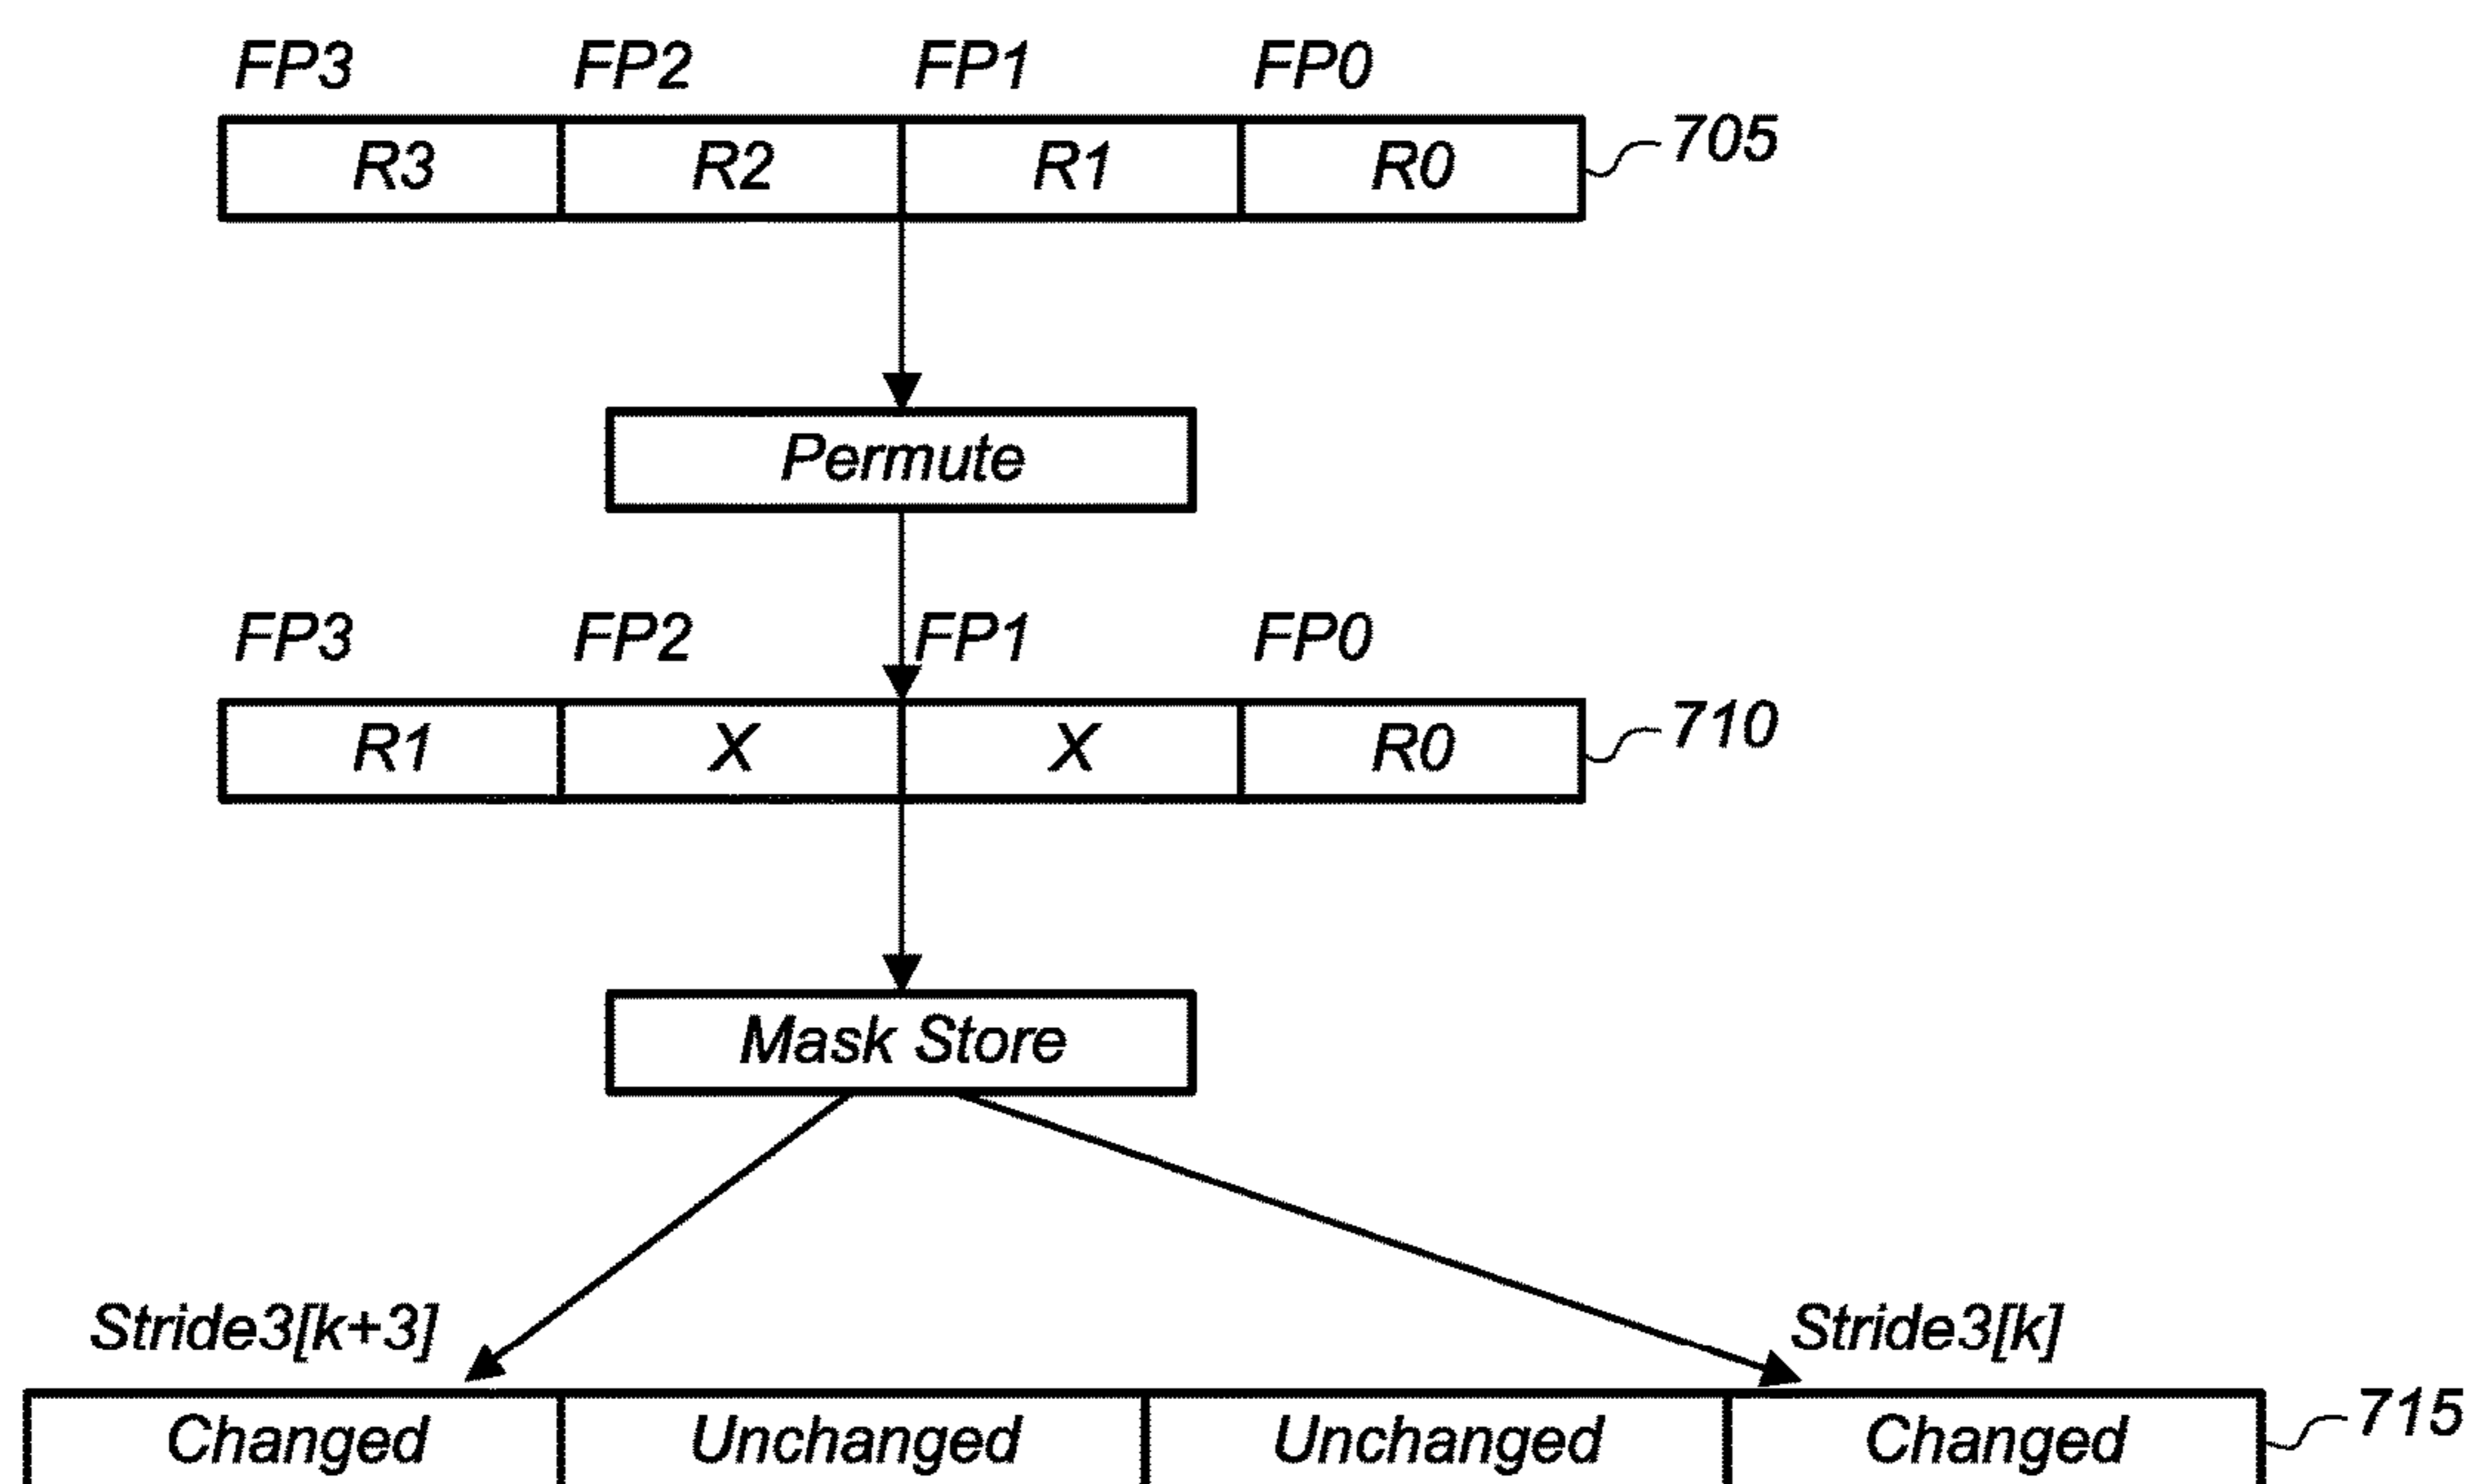 FP3 FP2 FP1 FP0
R3 R2 R1 R0 705
Permute
FP3 FP2 FP1 FP0
R1 X X R0 710
Mask Store
Stride3[k+3] Stride3[k]
Changed Unchanged Unchanged Changed 715